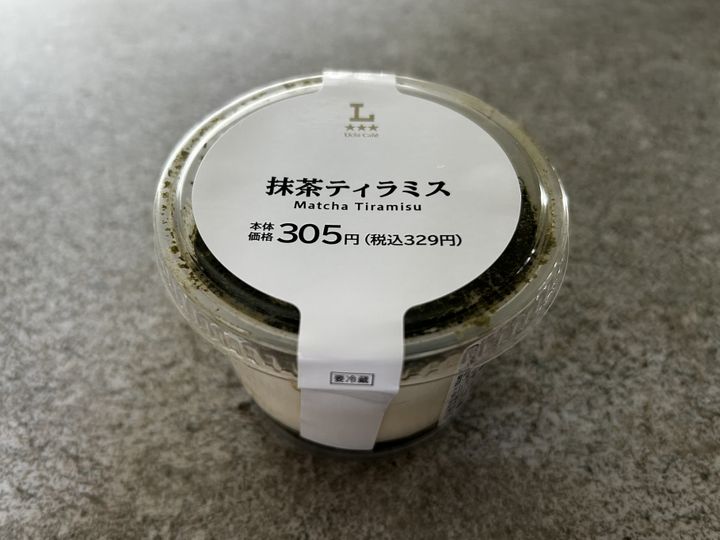 L
★★★
Uchi Café
抹茶ティラミス
Matcha Tiramisu
本体価格 305円(税込329円)
要冷蔵